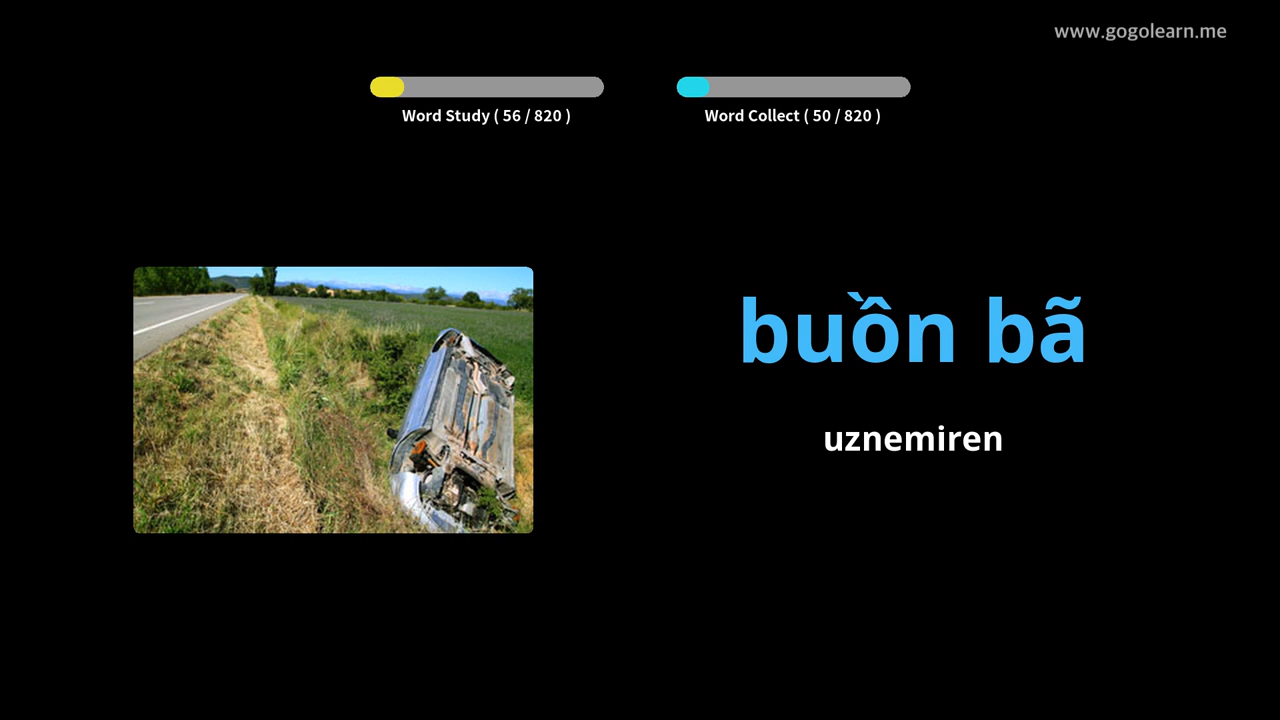 www.gogolearn.me
Word Study ( 56 / 820 )
Word Collect ( 50 / 820 )
buồn bã
uznemiren